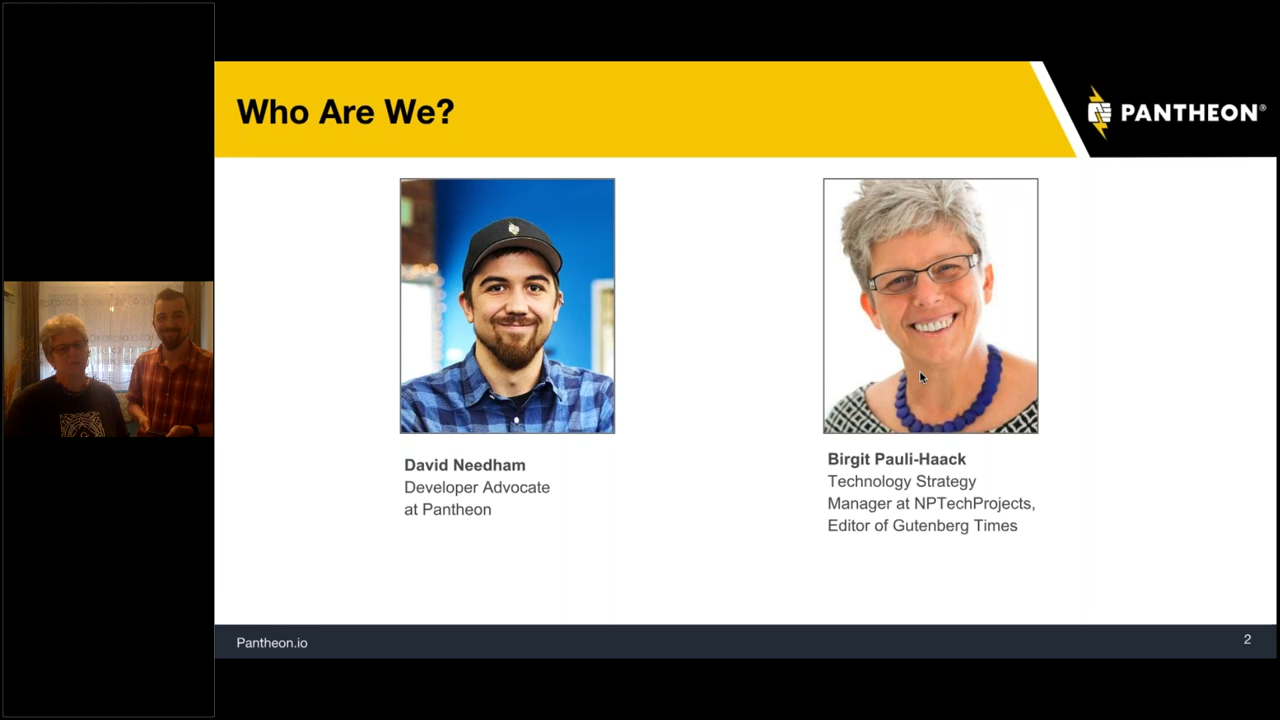 Who Are We?
PANTHEON®
David Needham
Developer Advocate
at Pantheon
Birgit Pauli-Haack
Technology Strategy
Manager at NPTechProjects,
Editor of Gutenberg Times
Pantheon.io
2